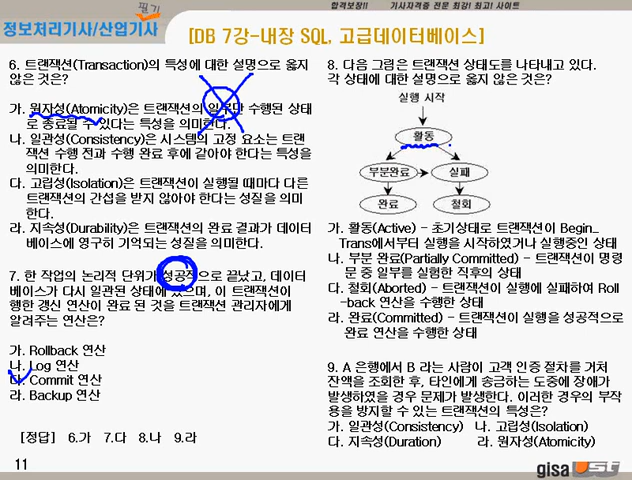 필기
정보처리기사/산업기사
합격보장!! 기사자격증 전문 최강! 최고! 사이트
[DB 7강-내장 SQL, 고급데이터베이스]
6. 트랜잭션(Transaction)의 특성에 대한 설명으로 옳지
않은 것은?
가. 원자성(Atomicity)은 트랜잭션의 일부만 수행된 상태
로 종료될 수 있다는 특성을 의미한다.
나. 일관성(Consistency)은 시스템의 고정 요소는 트랜
잭션 수행 전과 수행 완료 후에 같아야 한다는 특성을
의미한다.
다. 고립성(Isolation)은 트랜잭션이 실행될 때마다 다른
트랜잭션의 간섭을 받지 않아야 한다는 성질을 의미
한다.
라. 지속성(Durability)은 트랜잭션의 완료 결과가 데이터
베이스에 영구히 기억되는 성질을 의미한다.
7. 한 작업의 논리적 단위가 성공적으로 끝났고, 데이터
베이스가 다시 일관된 상태에 있으며, 이 트랜잭션이
행한 갱신 연산이 완료 된 것을 트랜잭션 관리자에게
알려주는 연산은?
가. Rollback 연산
나. Log 연산
다. Commit 연산
라. Backup 연산
[정답] 6.가 7.다 8.나 9.라
11
8. 다음 그림은 트랜잭션 상태도를 나타내고 있다.
각 상태에 대한 설명으로 옳지 않은 것은?
실행 시작
활동
부분완료
실패
완료
철회
가. 활동(Active) - 초기상태로 트랜잭션이 Begin_
Trans에서부터 실행을 시작하였거나 실행중인 상태
나. 부분 완료(Partially Committed) - 트랜잭션이 명령
문 중 일부를 실행한 직후의 상태
다. 철회(Aborted) - 트랜잭션이 실행에 실패하여 Roll
-back 연산을 수행한 상태
라. 완료(Committed) - 트랜잭션이 실행을 성공적으로
완료 연산을 수행한 상태
9. A 은행에서 B 라는 사람이 고객 인증 절차를 거쳐
잔액을 조회한 후, 타인에게 송금하는 도중에 장애가
발생하였을 경우 문제가 발생한다. 이러한 경우의 부작
용을 방지할 수 있는 트랜잭션의 특성은?
가. 일관성(Consistency) 나. 고립성(Isolation)
다. 지속성(Duration) 라. 원자성(Atomicity)
gisa